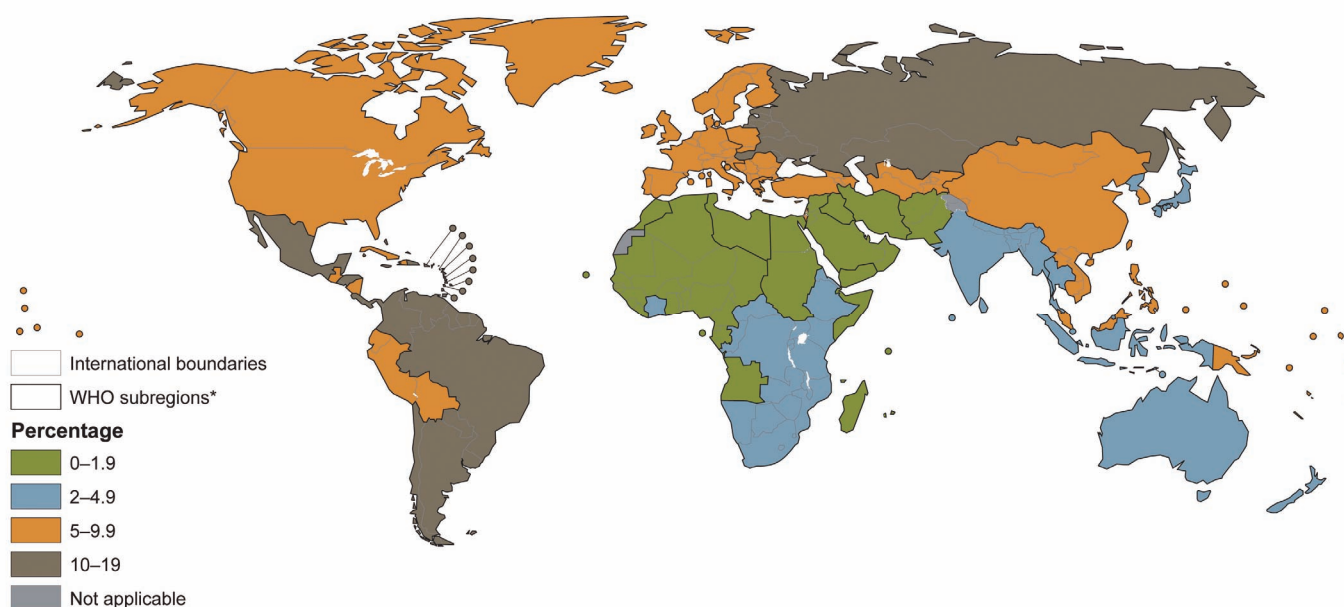 International boundaries
WHO subregions*
Percentage
0–1.9
2–4.9
5–9.9
10–19
Not applicable